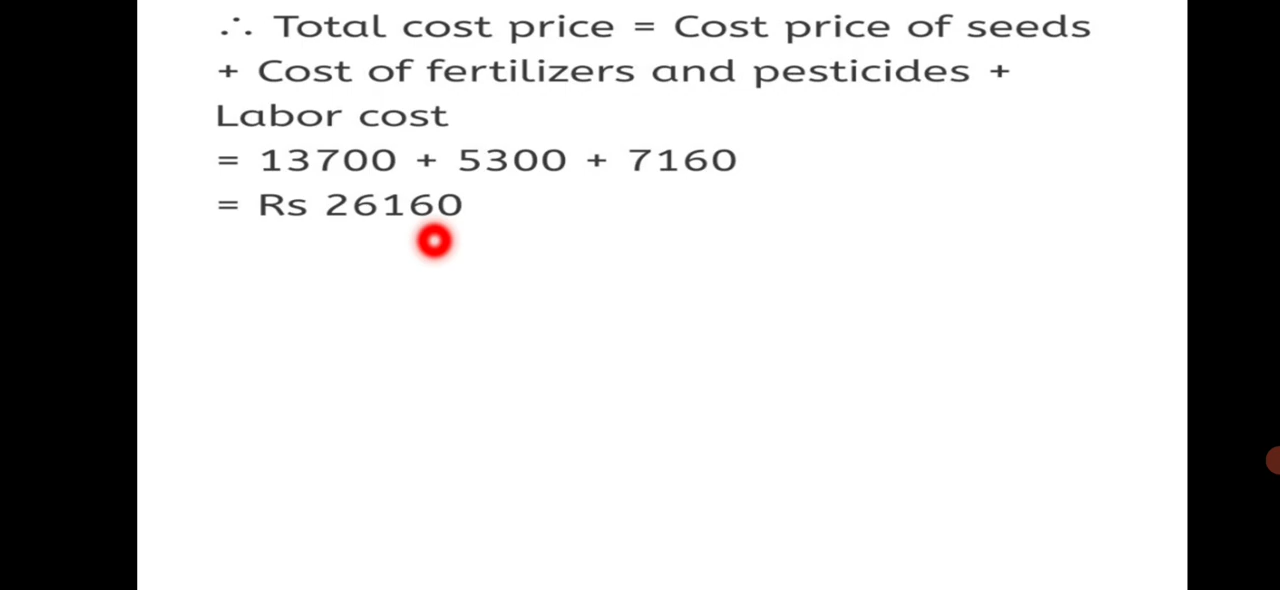 ∴ Total cost price = Cost price of seeds
+ Cost of fertilizers and pesticides +
Labor cost
= 13700 + 5300 + 7160
= Rs 26160